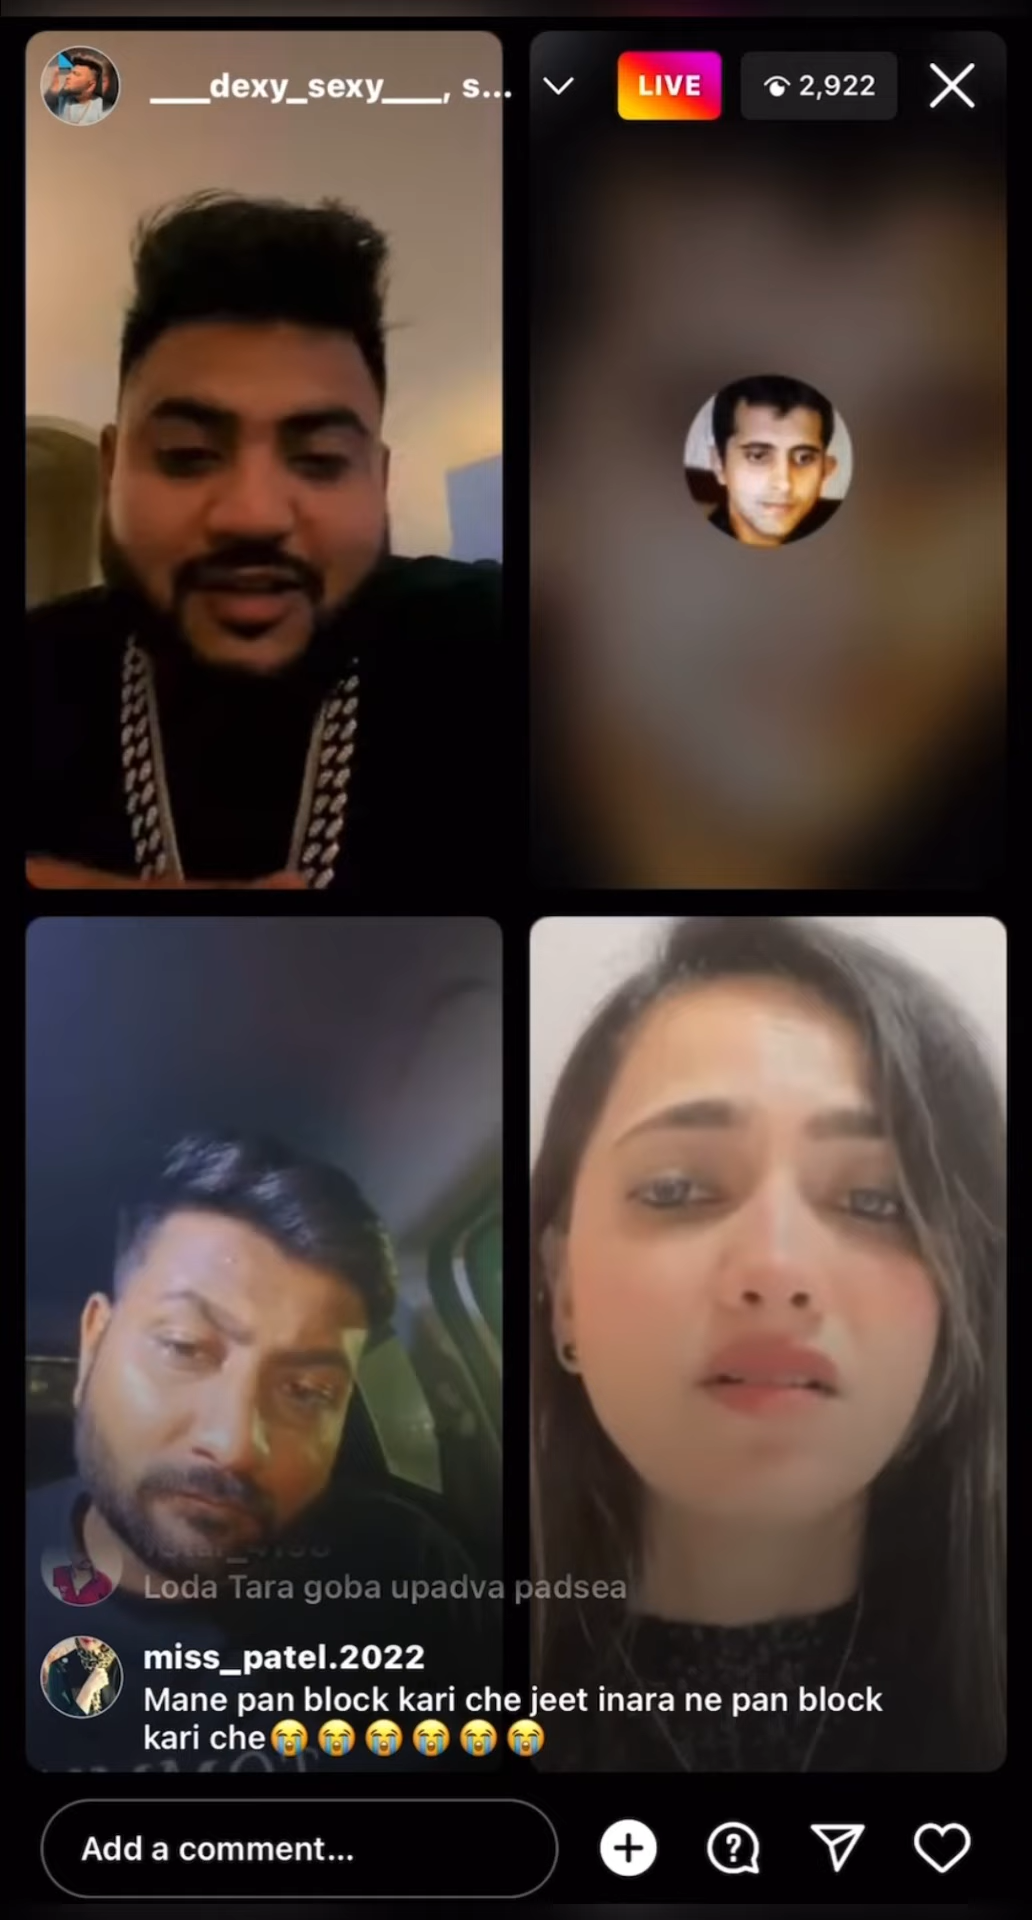 ___dexy_sexy___, s...
LIVE
2,922
Loda Tara goba upadva padsea
miss_patel.2022
Mane pan block kari che jeet inara ne pan block
kari che😭😭😭😭😭😭
Add a comment...